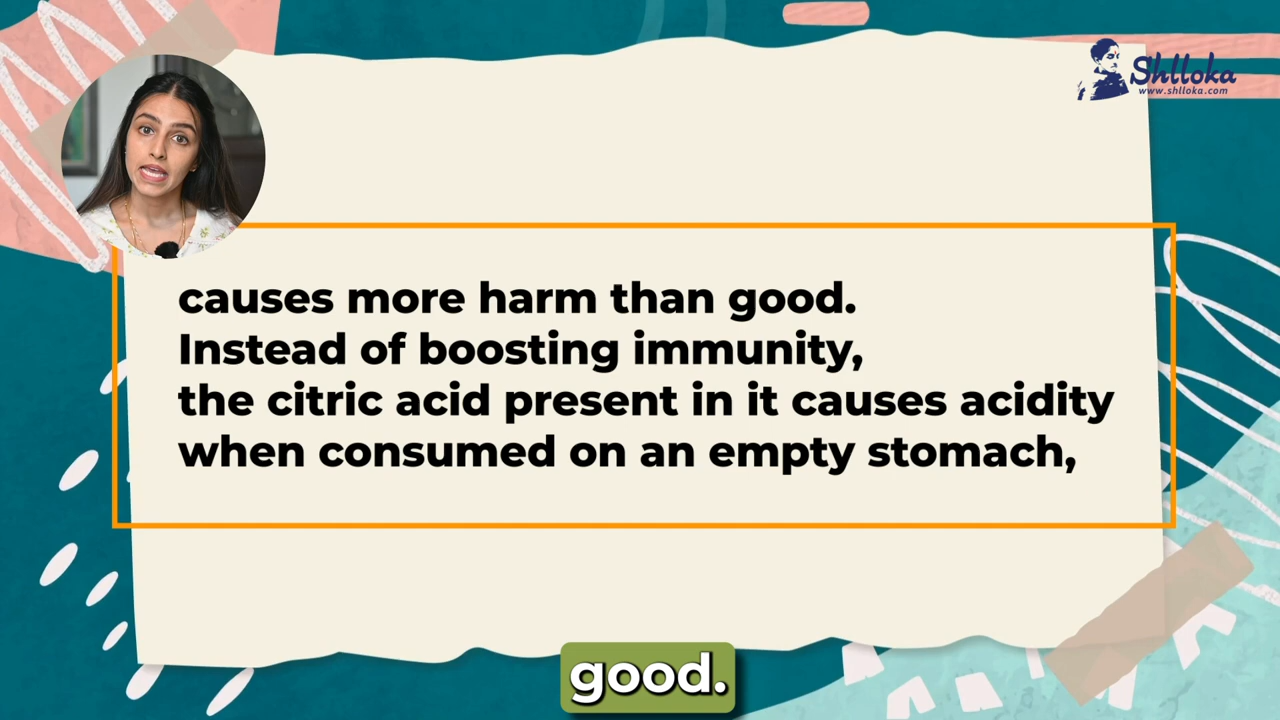 Shlloka
www.shlloka.com
causes more harm than good.
Instead of boosting immunity,
the citric acid present in it causes acidity
when consumed on an empty stomach,
good.